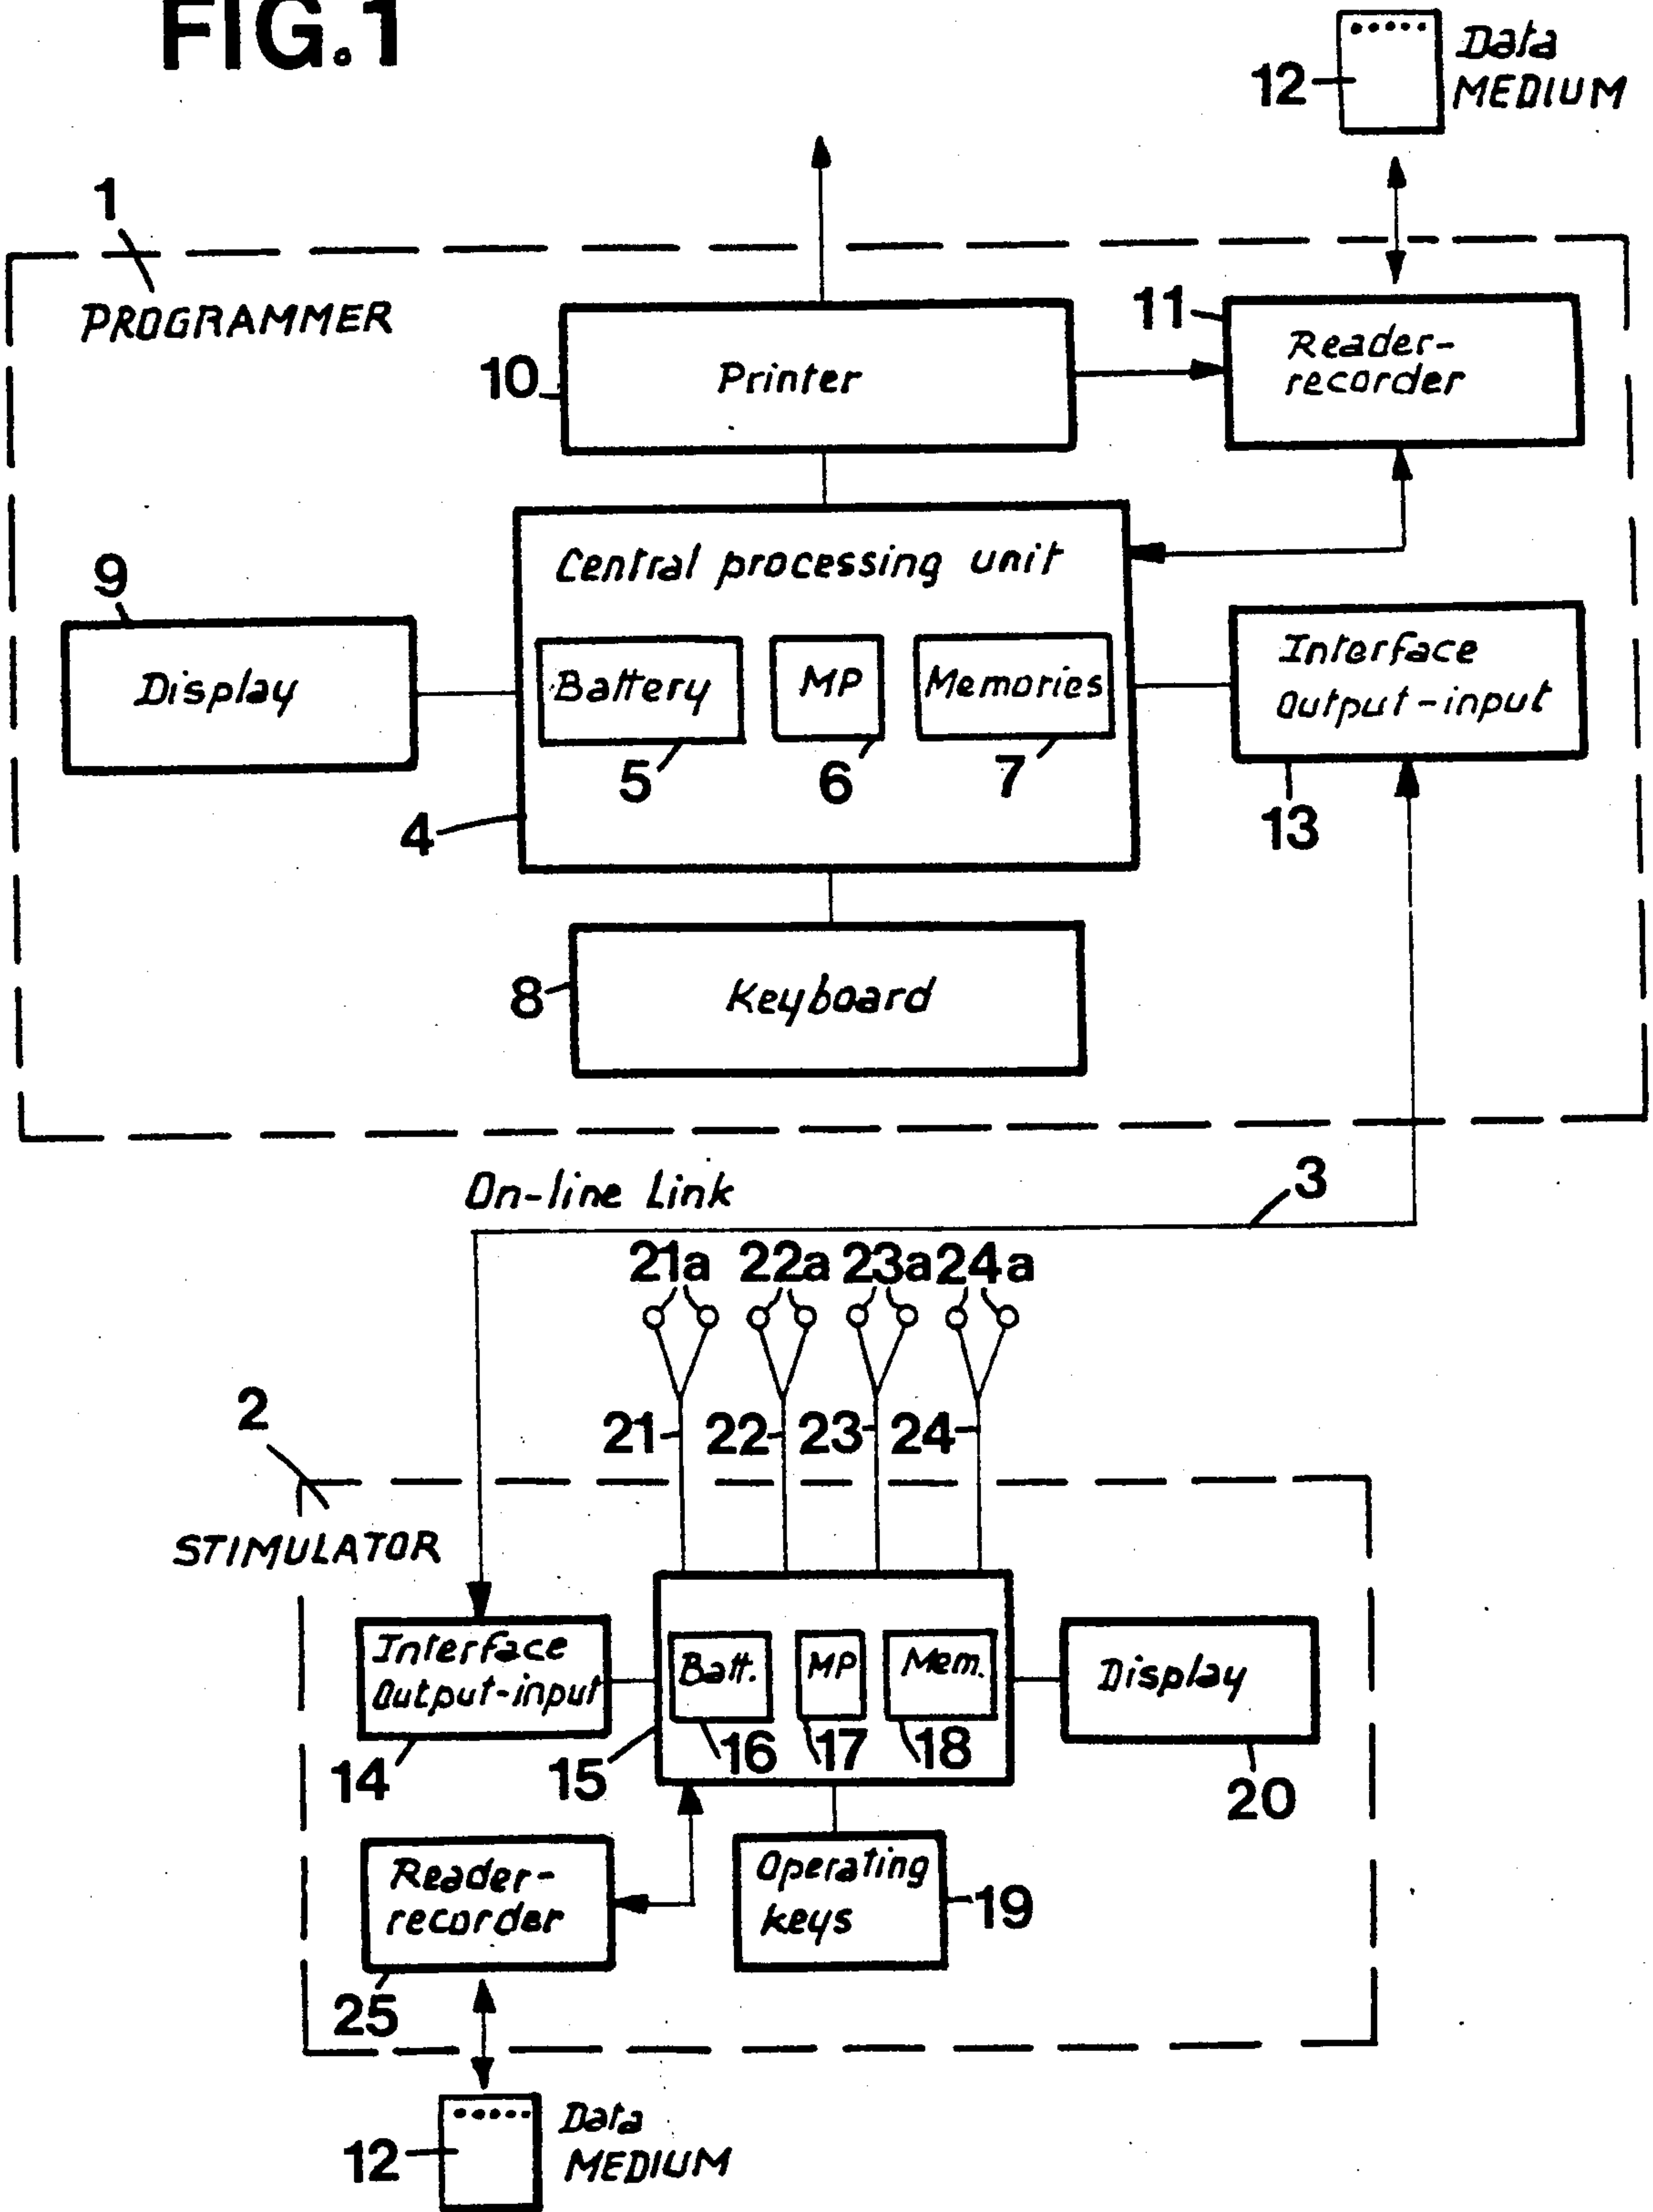 FIG.1
Data
12
MEDIUM
1
PROGRAMMER
11
Reader-
recorder
10
Printer
Central processing unit
9
Display
Battery
MP
Memories
Interface
Output-input
5
6
7
4
13
8
Keyboard
On-line Link
3
21a 22a 23a 24a
2
21 22 23 24
STIMULATOR
Interface
Output-input
Batt.
MP
Mem.
Display
14
15
16
17
18
20
Reader-
recorder
Operating
keys
19
25
Data
12
MEDIUM